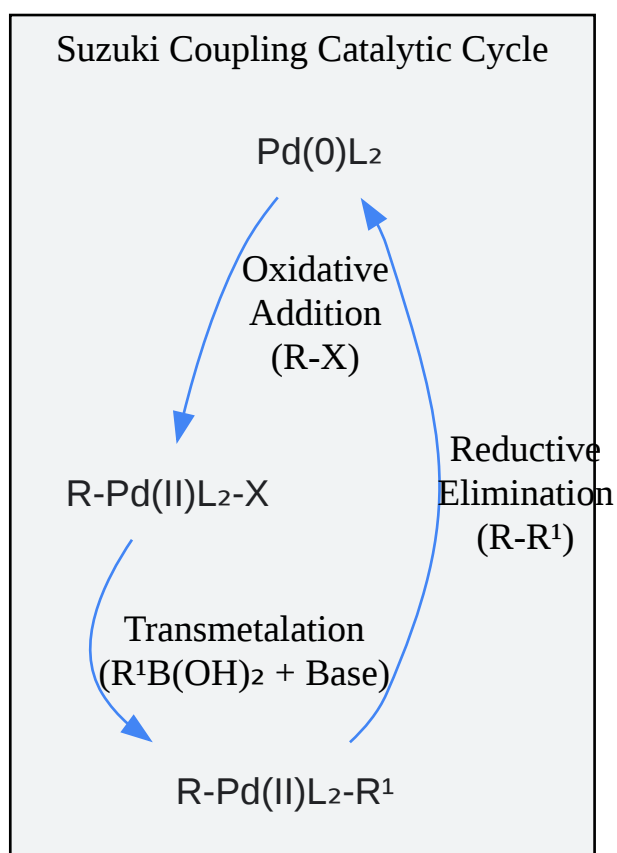 Suzuki Coupling Catalytic Cycle
Pd(0)L₂
Oxidative
Addition
(R-X)
R-Pd(II)L₂-X
Reductive
Elimination
(R-R¹)
Transmetalation
(R¹B(OH)₂ + Base)
R-Pd(II)L₂-R¹